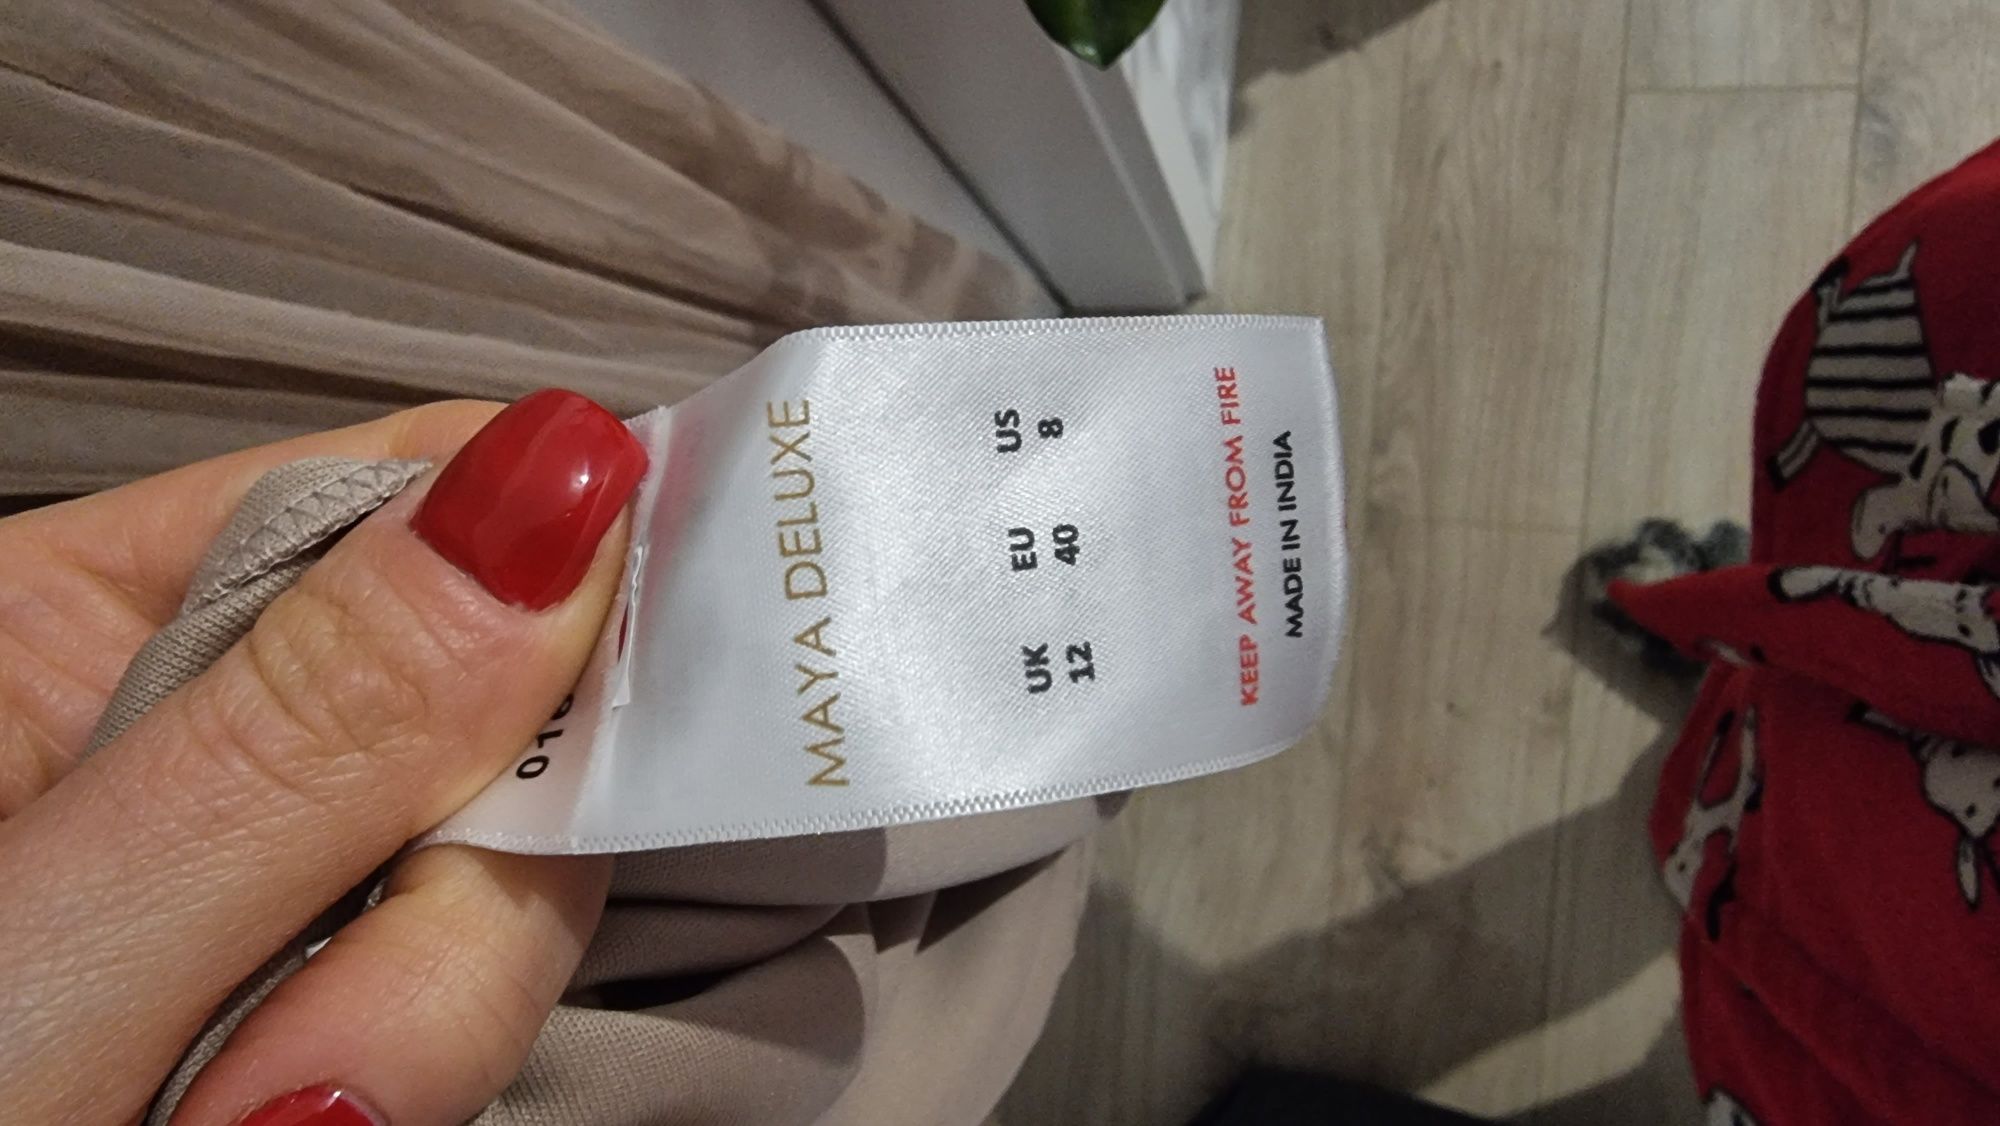 MAYA DELUXE
UK EU US
12 40 8
KEEP AWAY FROM FIRE
MADE IN INDIA